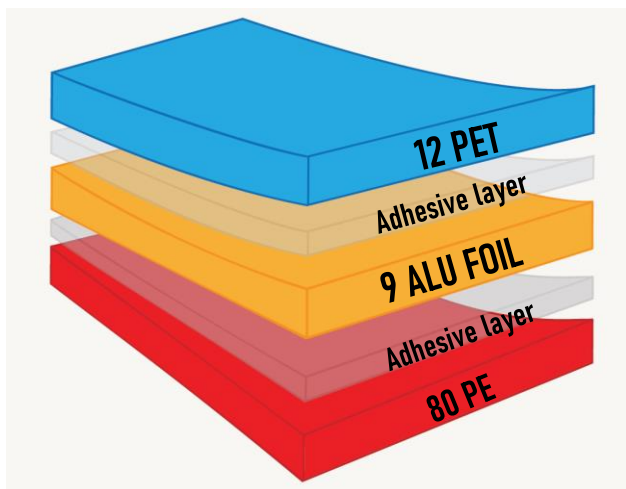 12 PET
Adhesive layer
9 ALU FOIL
Adhesive layer
80 PE